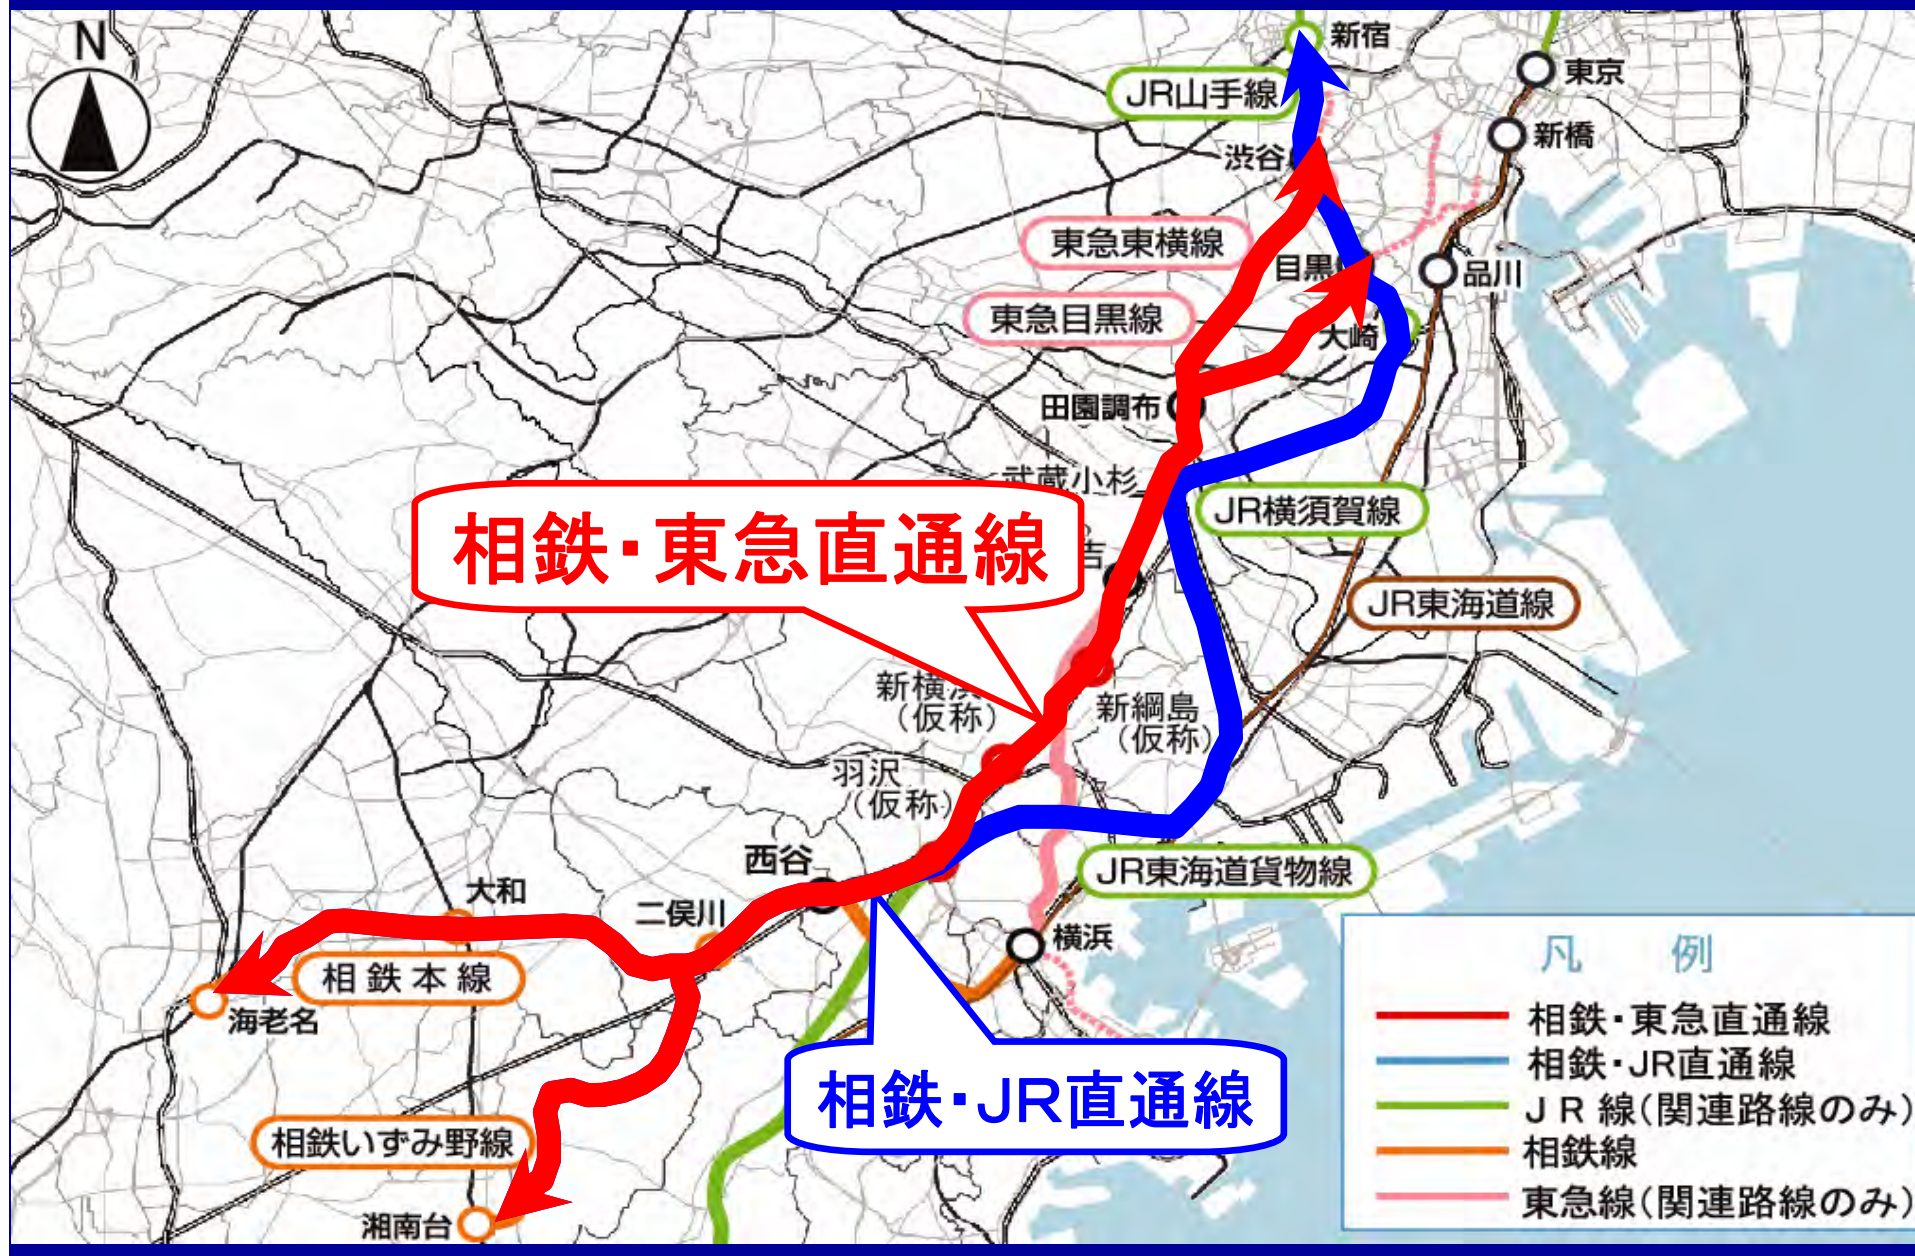 N
新宿
東京
JR山手線
新橋
渋谷
東急東横線
目黒
品川
東急目黒線
大崎
田園調布
武蔵小杉
JR横須賀線
相鉄・東急直通線
吉
JR東海道線
新横浜
(仮称)
新綱島
(仮称)
羽沢
(仮称)
西谷
JR東海道貨物線
大和
二俣川
横浜
相鉄本線
海老名
相鉄・JR直通線
相鉄いずみ野線
湘南台
凡 例
相鉄・東急直通線
相鉄・JR直通線
JR線(関連路線のみ)
相鉄線
東急線(関連路線のみ)